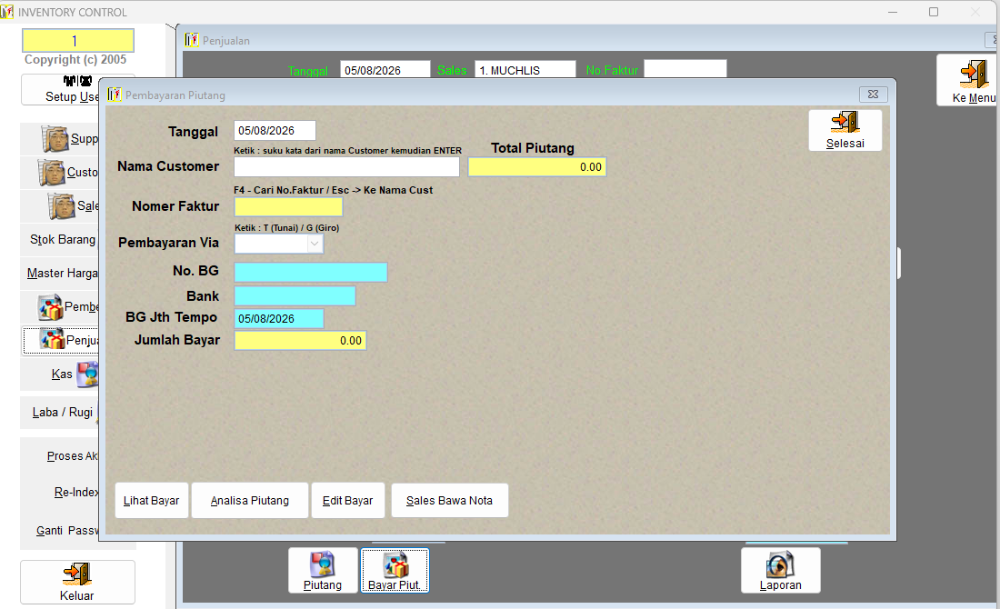 INVENTORY CONTROL
1
Copyright (c) 2005
Setup Use
Supp
Custo
Sale
Stok Barang
Master Harga
Pembe
Penjua
Kas
Laba / Rugi
Proses Ak
Re-Index
Ganti Passw
Keluar
Penjualan
Tanggal 05/08/2026 Sales 1. MUCHLIS No.Faktur
Ke Menu
Pembayaran Piutang
Tanggal 05/08/2026
Selesai
Ketik : suku kata dari nama Customer kemudian ENTER Total Piutang
Nama Customer 0.00
F4 - Cari No.Faktur / Esc -> Ke Nama Cust
Nomer Faktur
Ketik : T (Tunai) / G (Giro)
Pembayaran Via
No. BG
Bank
BG Jth Tempo 05/08/2026
Jumlah Bayar 0.00
Lihat Bayar Analisa Piutang Edit Bayar Sales Bawa Nota
Piutang Bayar Piut. Laporan